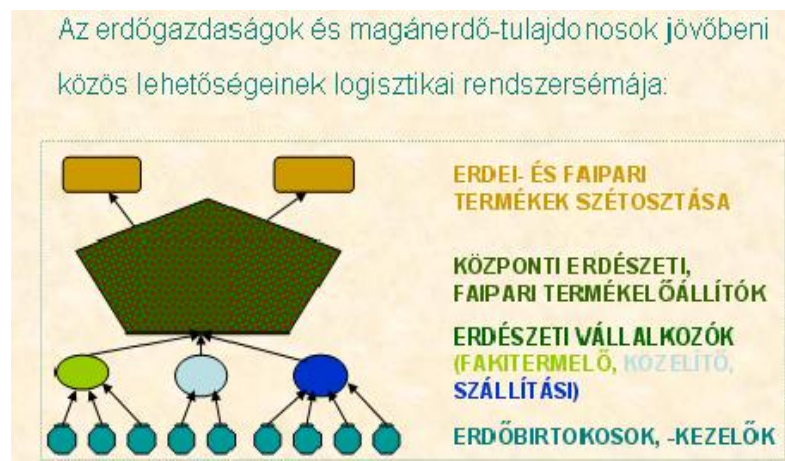 Az erdőgazdaságok és magánerdő-tulajdonosok jövőbeni
közös lehetőségeinek logisztikai rendszersémája:
ERDEI- ÉS FAIPARI
TERMÉKEK SZÉTOSZTÁSA
KÖZPONTI ERDÉSZETI,
FAIPARI TERMÉKELŐÁLLÍTÓK
ERDÉSZETI VÁLLALKOZÓK
(FAKITERMELŐ, KÖZELÍTŐ,
SZÁLLÍTÁSI)
ERDŐBIRTOKOSOK, -KEZELŐK